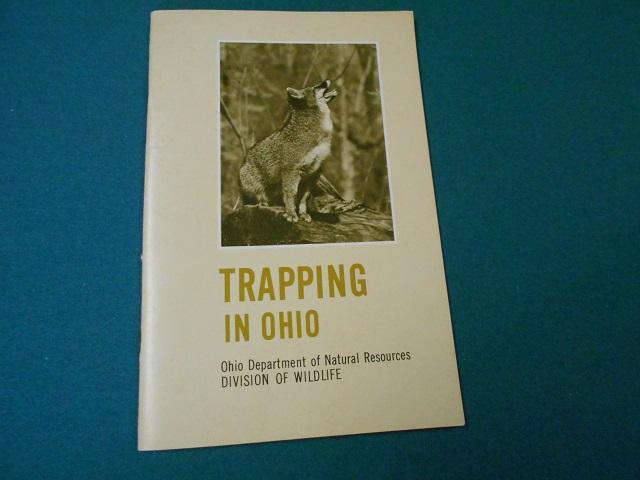 TRAPPING
IN OHIO
Ohio Department of Natural Resources
DIVISION OF WILDLIFE